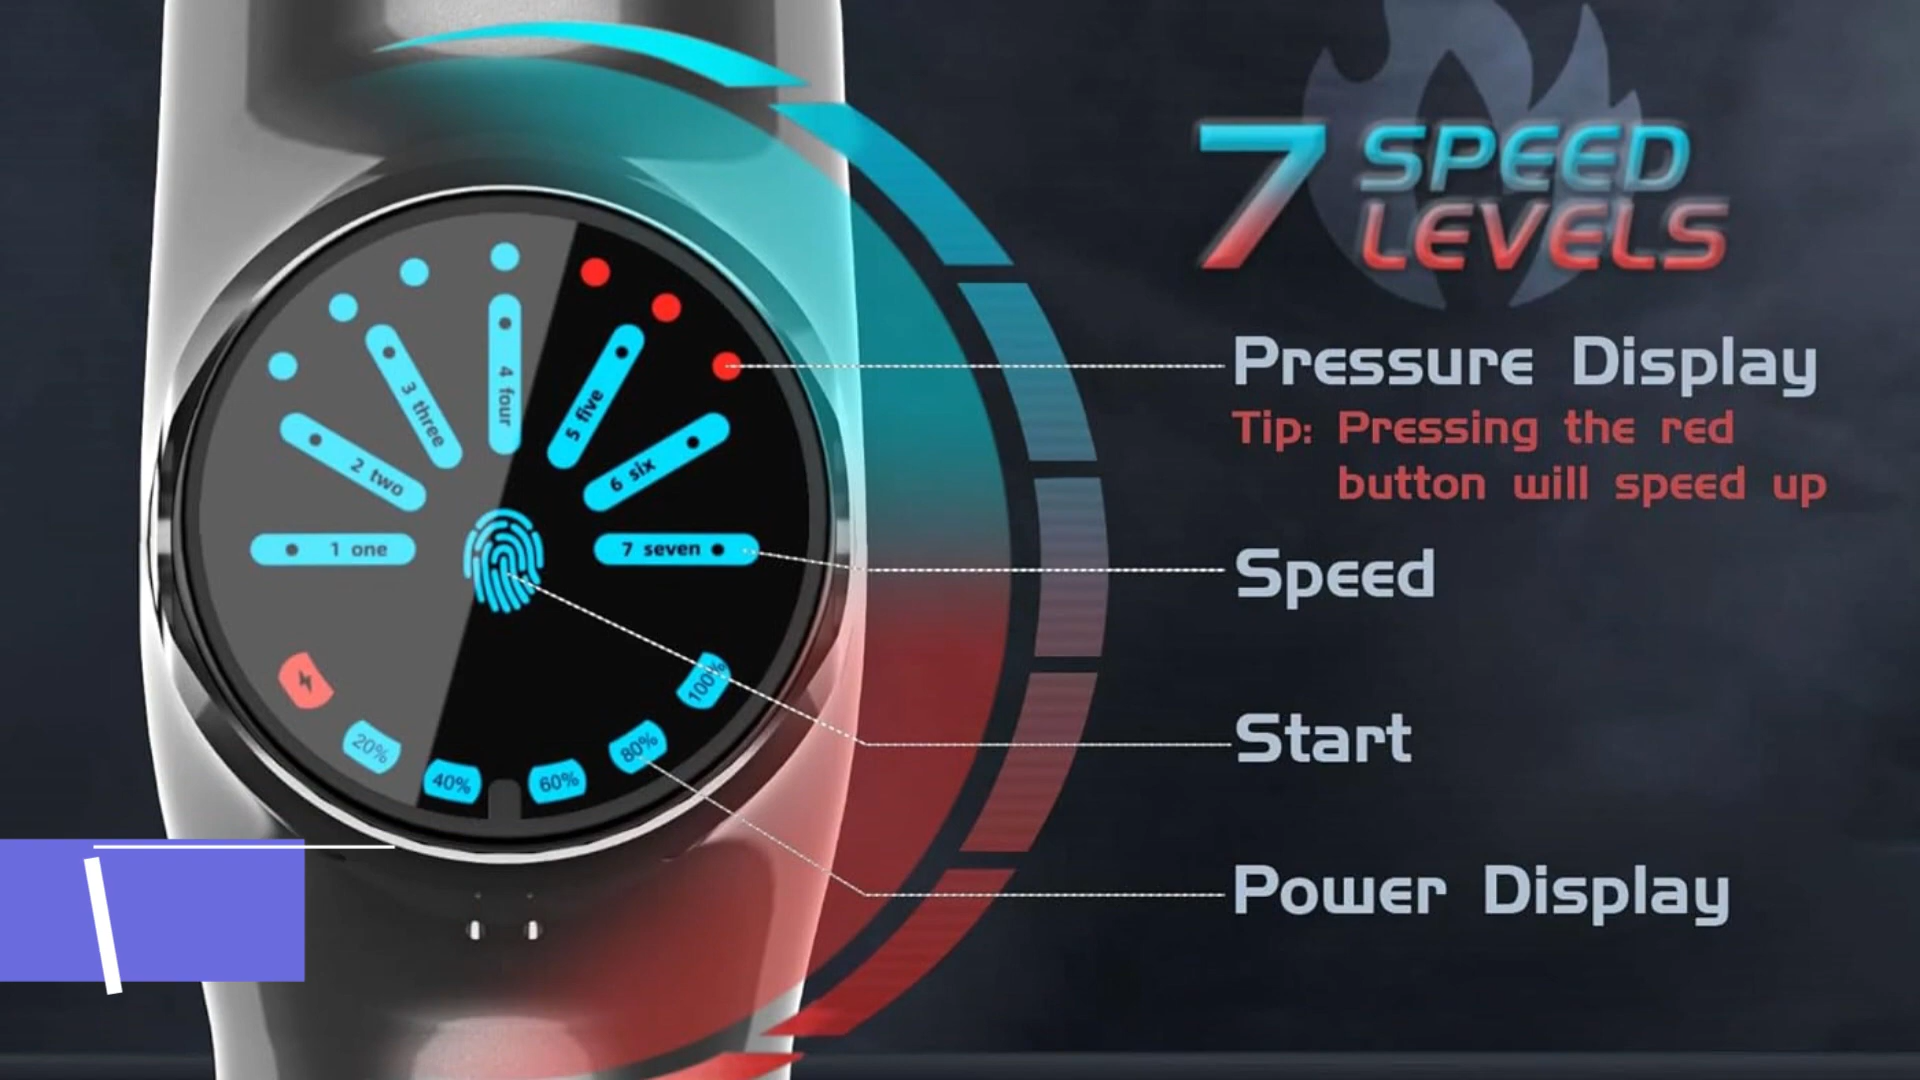 7 SPEED
LEVELS
Pressure Display
Tip: Pressing the red
button will speed up
Speed
Start
Power Display
1 one
2 two
3 three
4 four
5 five
6 six
7 seven
20%
40%
60%
80%
100%